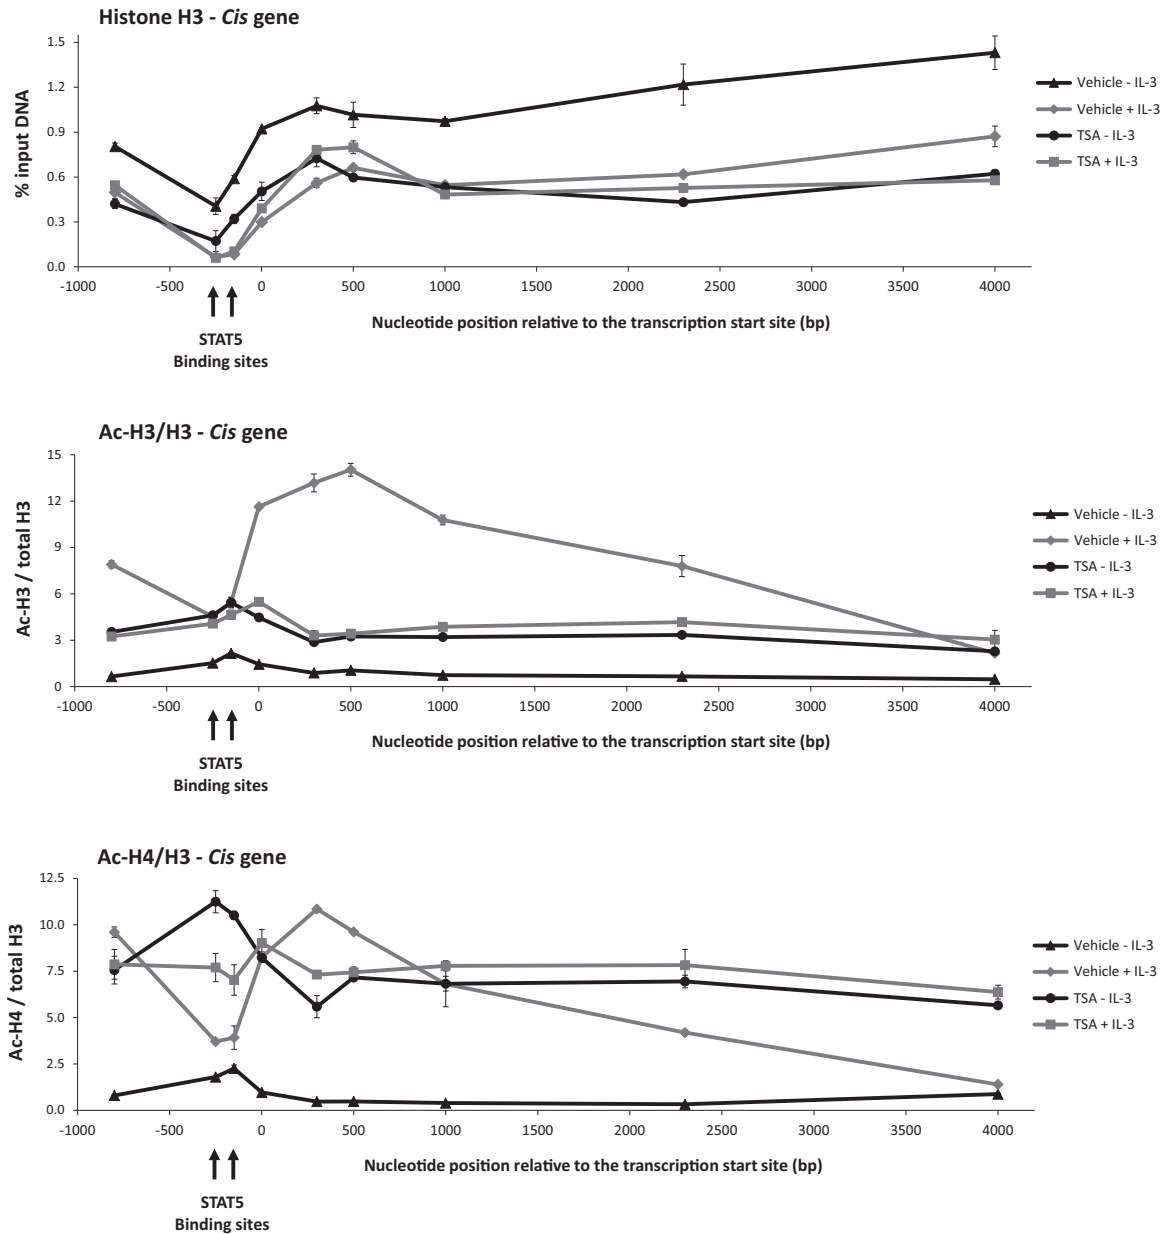 Histone H3 - Cis gene
% input DNA
1.5
1.2
0.9
0.6
0.3
0.0
-1000 -500 0 500 1000 1500 2000 2500 3000 3500 4000
Nucleotide position relative to the transcription start site (bp)
STAT5
Binding sites
Vehicle - IL-3
Vehicle + IL-3
TSA - IL-3
TSA + IL-3
Ac-H3/H3 - Cis gene
Ac-H3 / total H3
15
12
9
6
3
0
-1000 -500 0 500 1000 1500 2000 2500 3000 3500 4000
Nucleotide position relative to the transcription start site (bp)
STAT5
Binding sites
Vehicle - IL-3
Vehicle + IL-3
TSA - IL-3
TSA + IL-3
Ac-H4/H3 - Cis gene
Ac-H4 / total H3
12.5
10.0
7.5
5.0
2.5
0.0
-1000 -500 0 500 1000 1500 2000 2500 3000 3500 4000
Nucleotide position relative to the transcription start site (bp)
STAT5
Binding sites
Vehicle - IL-3
Vehicle + IL-3
TSA - IL-3
TSA + IL-3